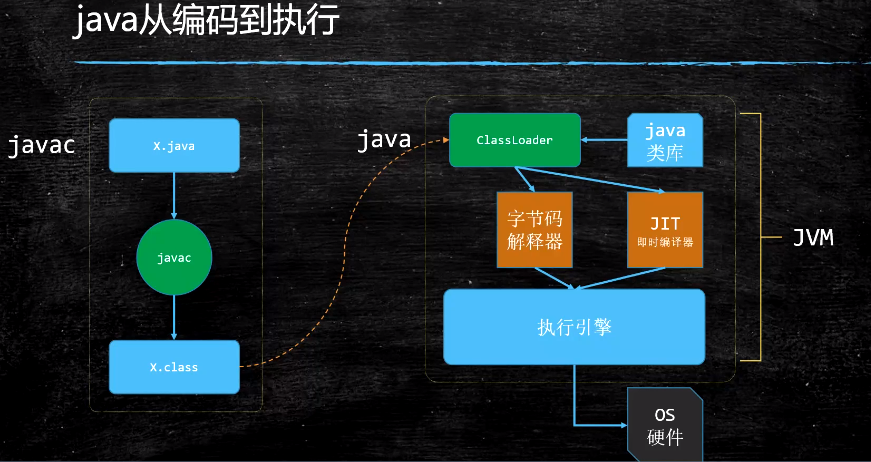 java从编码到执行
javac
X.java
javac
X.class
java
ClassLoader
java
类库
字节码
解释器
JIT
即时编译器
执行引擎
JVM
OS
硬件